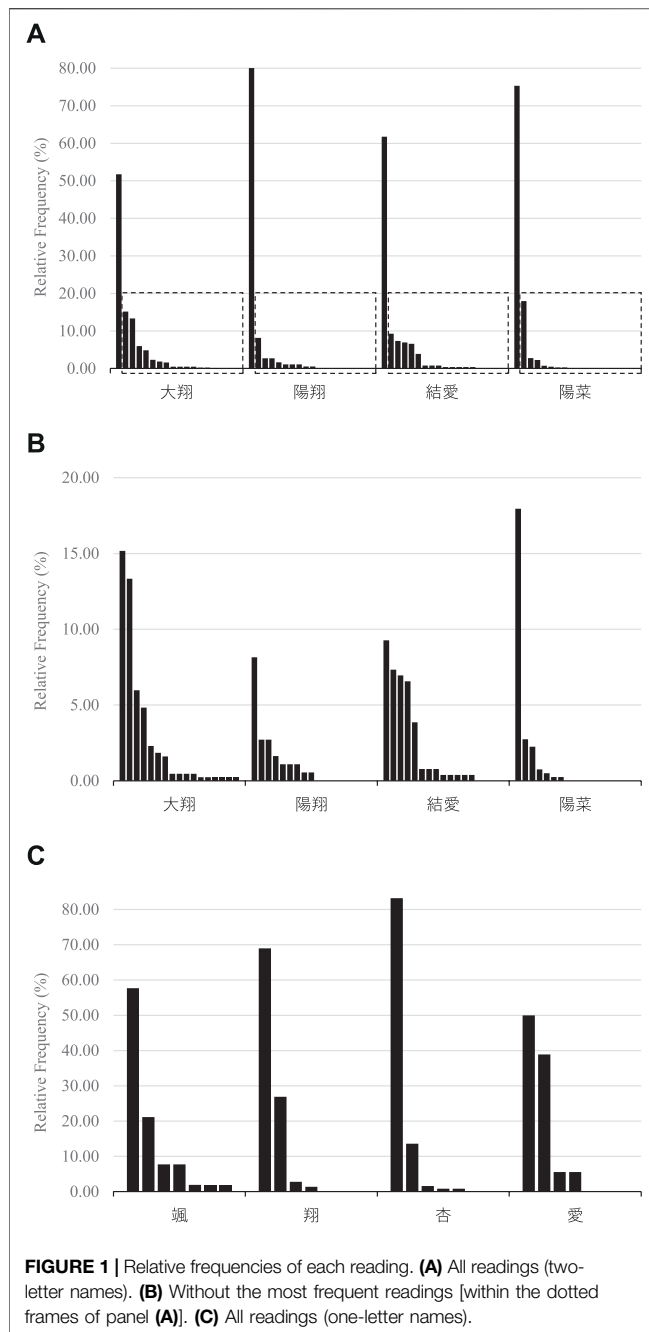 A
Relative Frequency (%)
80.00
70.00
60.00
50.00
40.00
30.00
20.00
10.00
0.00
大翔 陽翔 結愛 陽菜
B
Relative Frequency (%)
20.00
15.00
10.00
5.00
0.00
大翔 陽翔 結愛 陽菜
C
Relative Frequency (%)
80.00
70.00
60.00
50.00
40.00
30.00
20.00
10.00
0.00
颯 翔 杏 愛
FIGURE 1 | Relative frequencies of each reading. (A) All readings (two-
letter names). (B) Without the most frequent readings [within the dotted
frames of panel (A)]. (C) All readings (one-letter names).